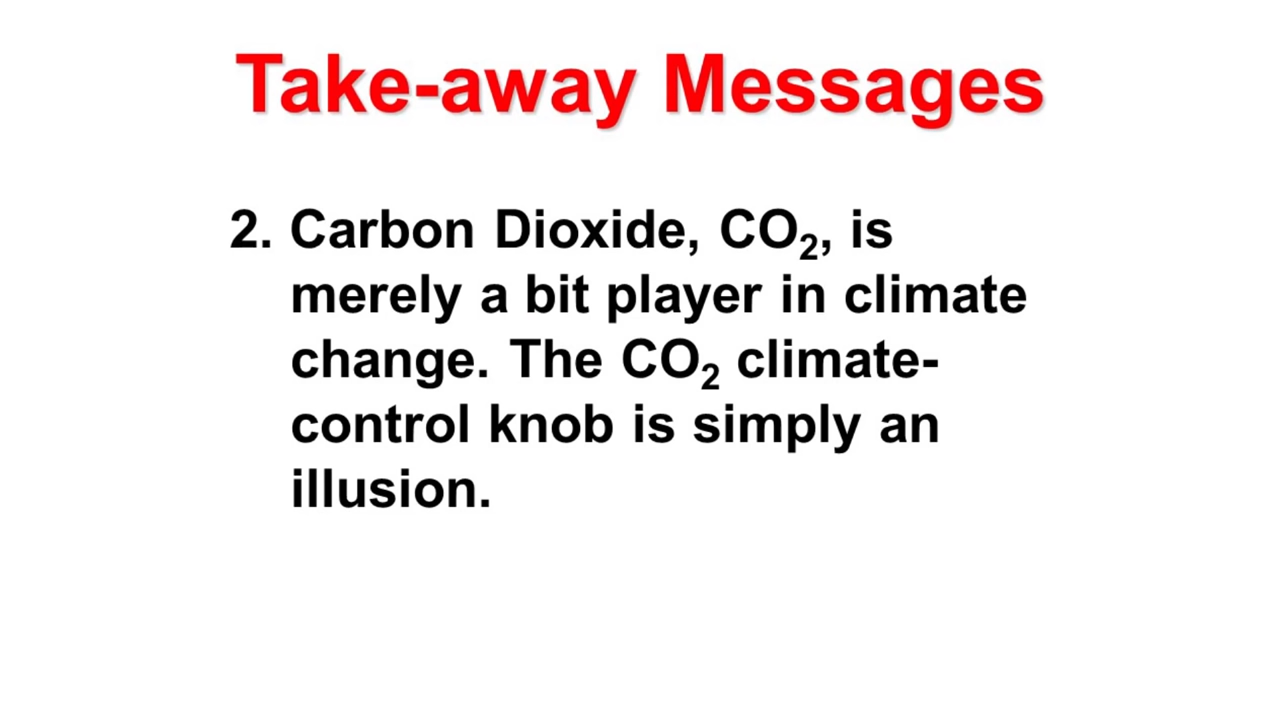 Take-away Messages
2. Carbon Dioxide, CO₂, is
merely a bit player in climate
change. The CO₂ climate-
control knob is simply an
illusion.